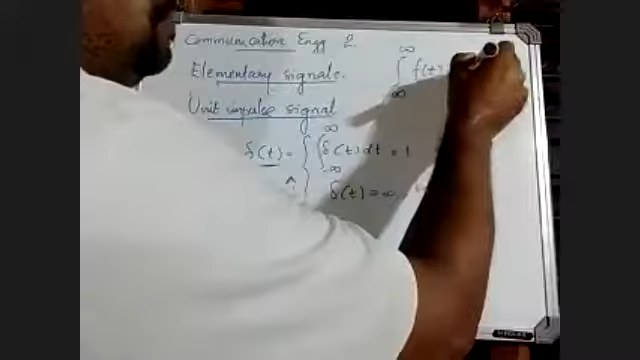 Communication Engg 2.
Elementary signals.
Unit impulse signal
δ(t) = { ∫ δ(t) dt = 1
∞
-∞
δ(t) = ∞,
∞
∫ f(t)
∞